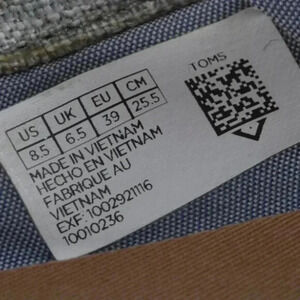 TOMS
US UK EU CM
8.5 6.5 39 25.5
MADE IN VIETNAM
HECHO EN VIETNAM
FABRIQUE AU
VIETNAM
EXF: 1002921116
10010236